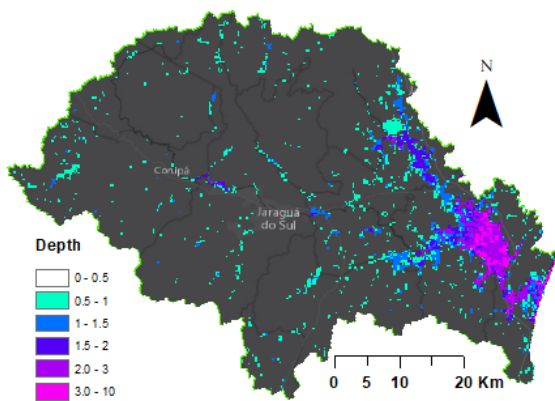 N
Corupá
Jaraguá
do Sul
Depth
0 - 0.5
0.5 - 1
1 - 1.5
1.5 - 2
2.0 - 3
3.0 - 10
0 5 10 20 Km